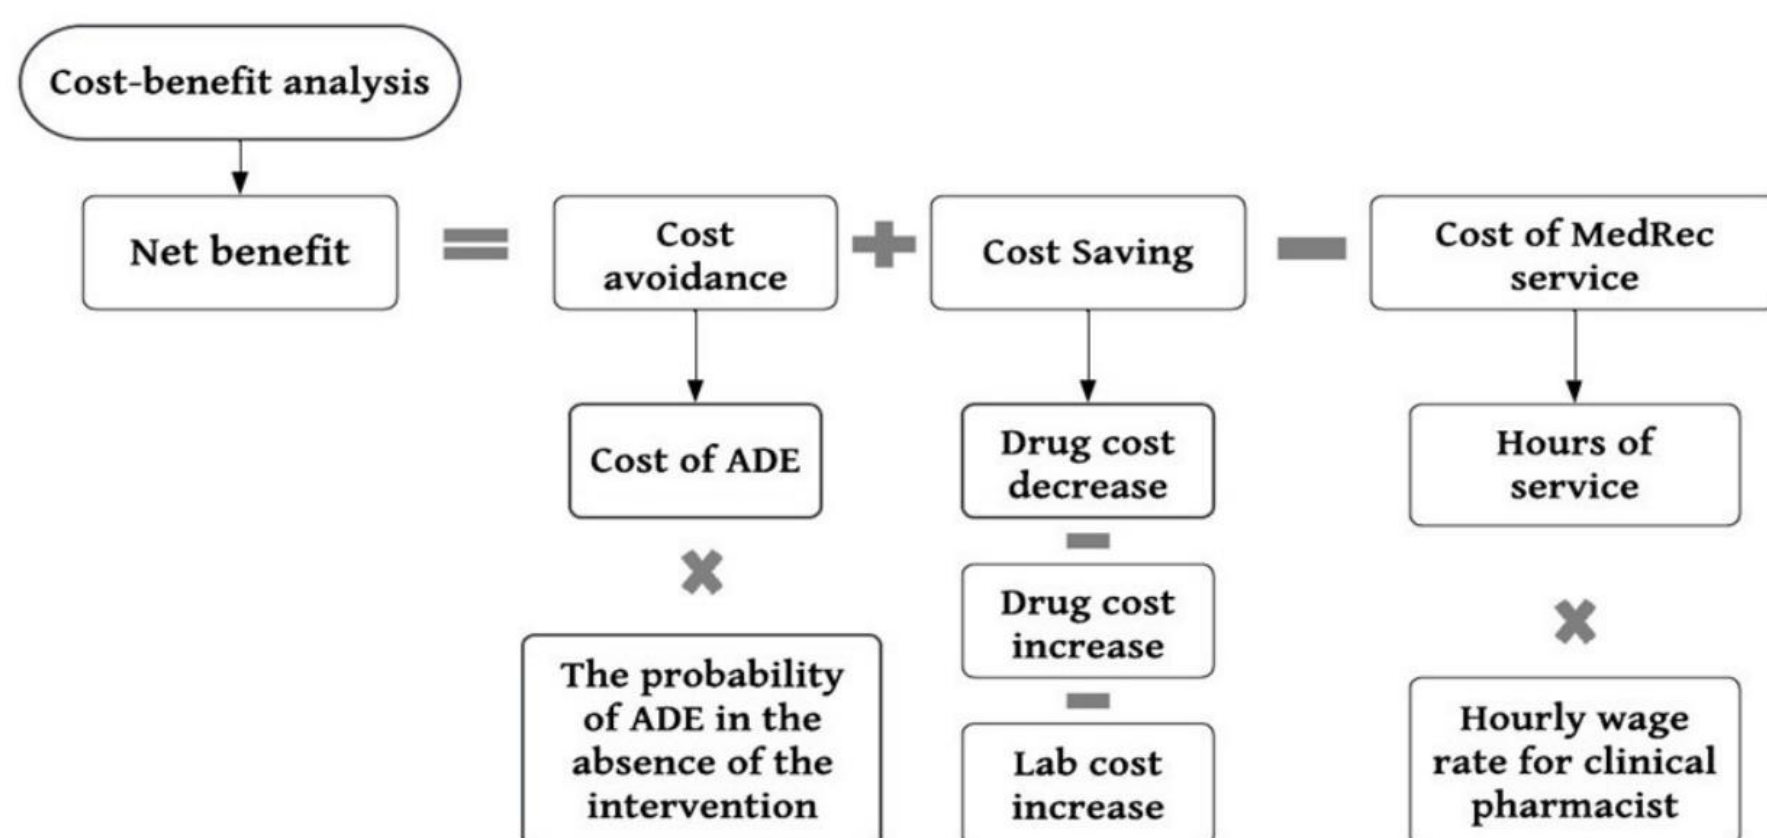 Cost-benefit analysis
Net benefit
Cost
avoidance
Cost Saving
Cost of MedRec
service
Cost of ADE
Drug cost
decrease
Hours of
service
Drug cost
increase
The probability
of ADE in the
absence of the
intervention
Lab cost
increase
Hourly wage
rate for clinical
pharmacist